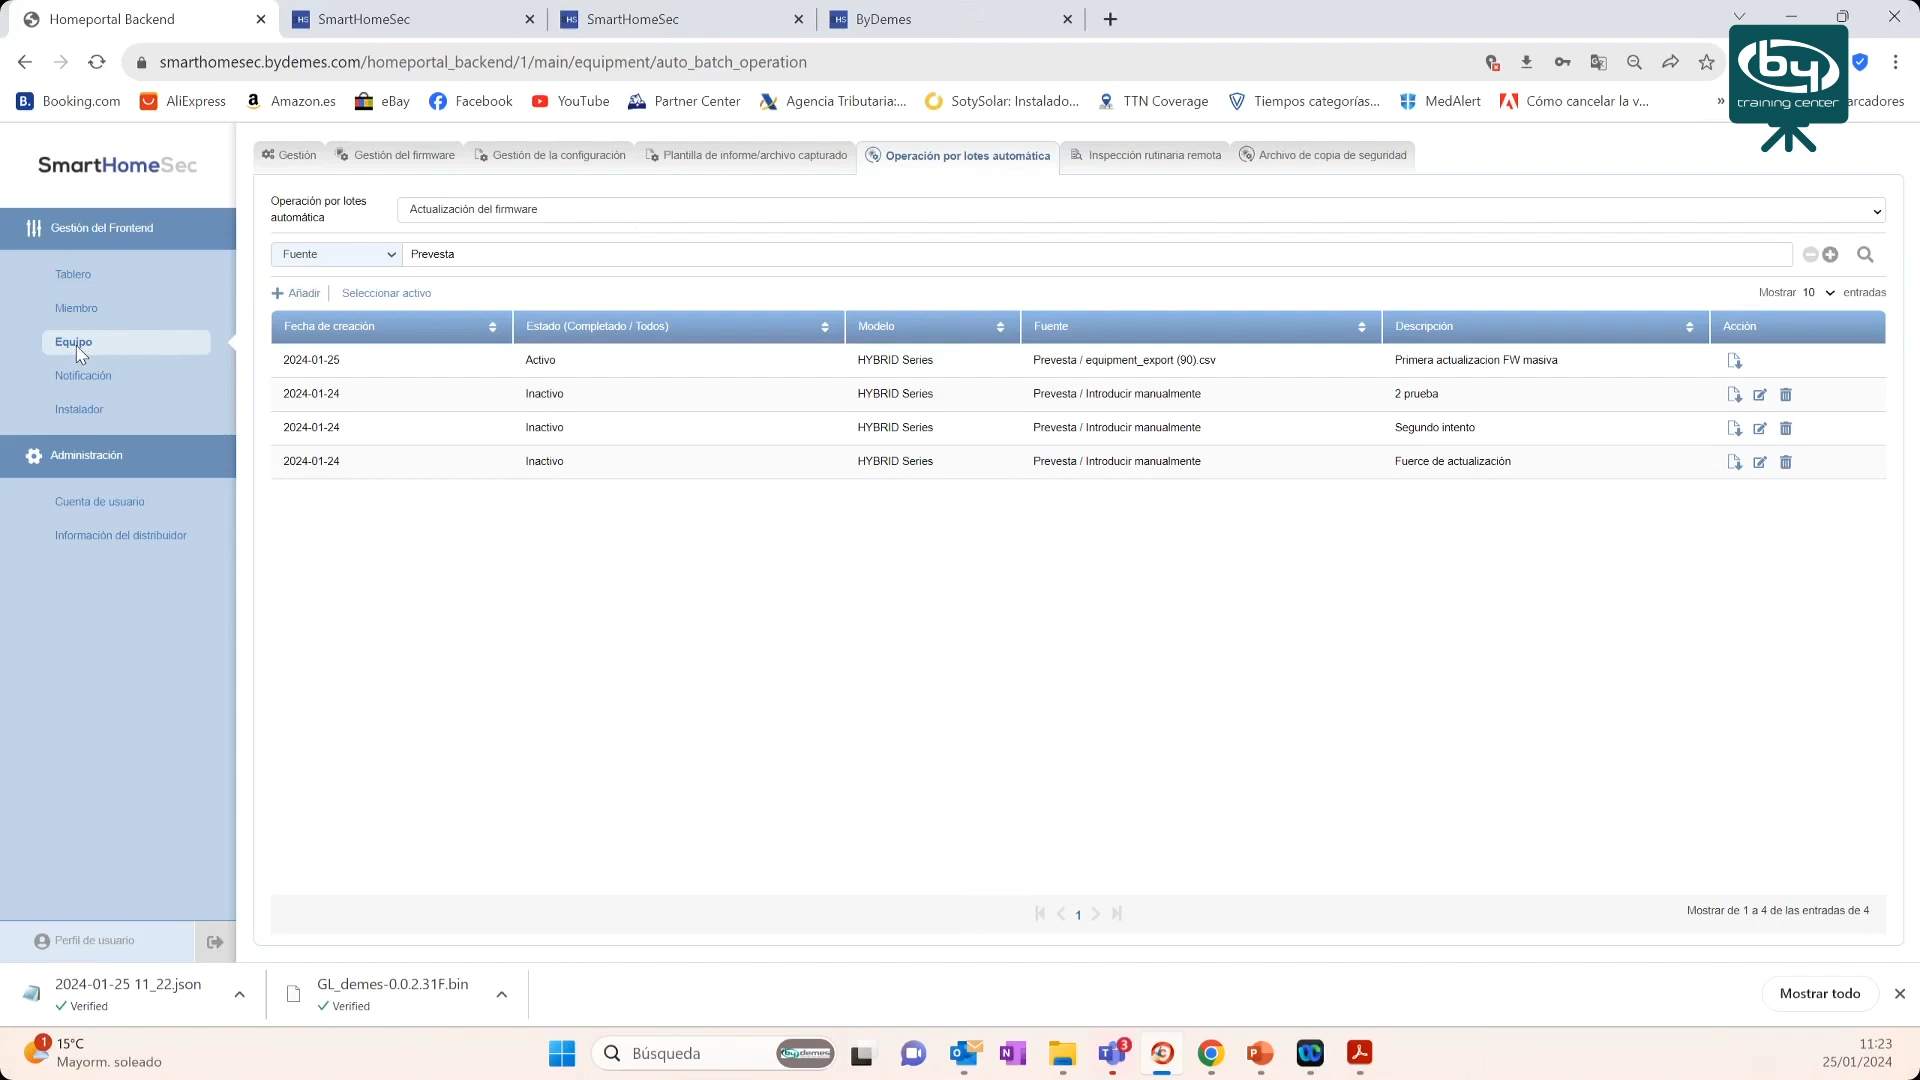 Homeportal Backend
SmartHomeSec
SmartHomeSec
ByDemes
smarthomesec.bydemes.com/homeportal_backend/1/main/equipment/auto_batch_operation
Booking.com
AliExpress
Amazon.es
eBay
Facebook
YouTube
Partner Center
Agencia Tributaria:...
SotySolar: Instalado...
TTN Coverage
Tiempos categorías...
MedAlert
Cómo cancelar la v...
»
arcadores
by
training center
SmartHomeSec
Gestión del Frontend
Tablero
Miembro
Equipo
Notificación
Instalador
Administración
Cuenta de usuario
Información del distribuidor
Perfil de usuario
Gestión
Gestión del firmware
Gestión de la configuración
Plantilla de informe/archivo capturado
Operación por lotes automática
Inspección rutinaria remota
Archivo de copia de seguridad
Operación por lotes
automática
Actualización del firmware
Fuente
Prevesta
Añadir
Seleccionar activo
Mostrar 10 entradas
Fecha de creación Estado (Completado / Todos) Modelo Fuente Descripción Acción
2024-01-25 Activo HYBRID Series Prevesta / equipment_export (90).csv Primera actualizacion FW masiva
2024-01-24 Inactivo HYBRID Series Prevesta / Introducir manualmente 2 prueba
2024-01-24 Inactivo HYBRID Series Prevesta / Introducir manualmente Segundo intento
2024-01-24 Inactivo HYBRID Series Prevesta / Introducir manualmente Fuerce de actualización
1
Mostrar de 1 a 4 de las entradas de 4
2024-01-25 11_22.json
Verified
GL_demes-0.0.2.31F.bin
Verified
Mostrar todo
1
15°C
Mayorm. soleado
Búsqueda
by demes
3
11:23
25/01/2024